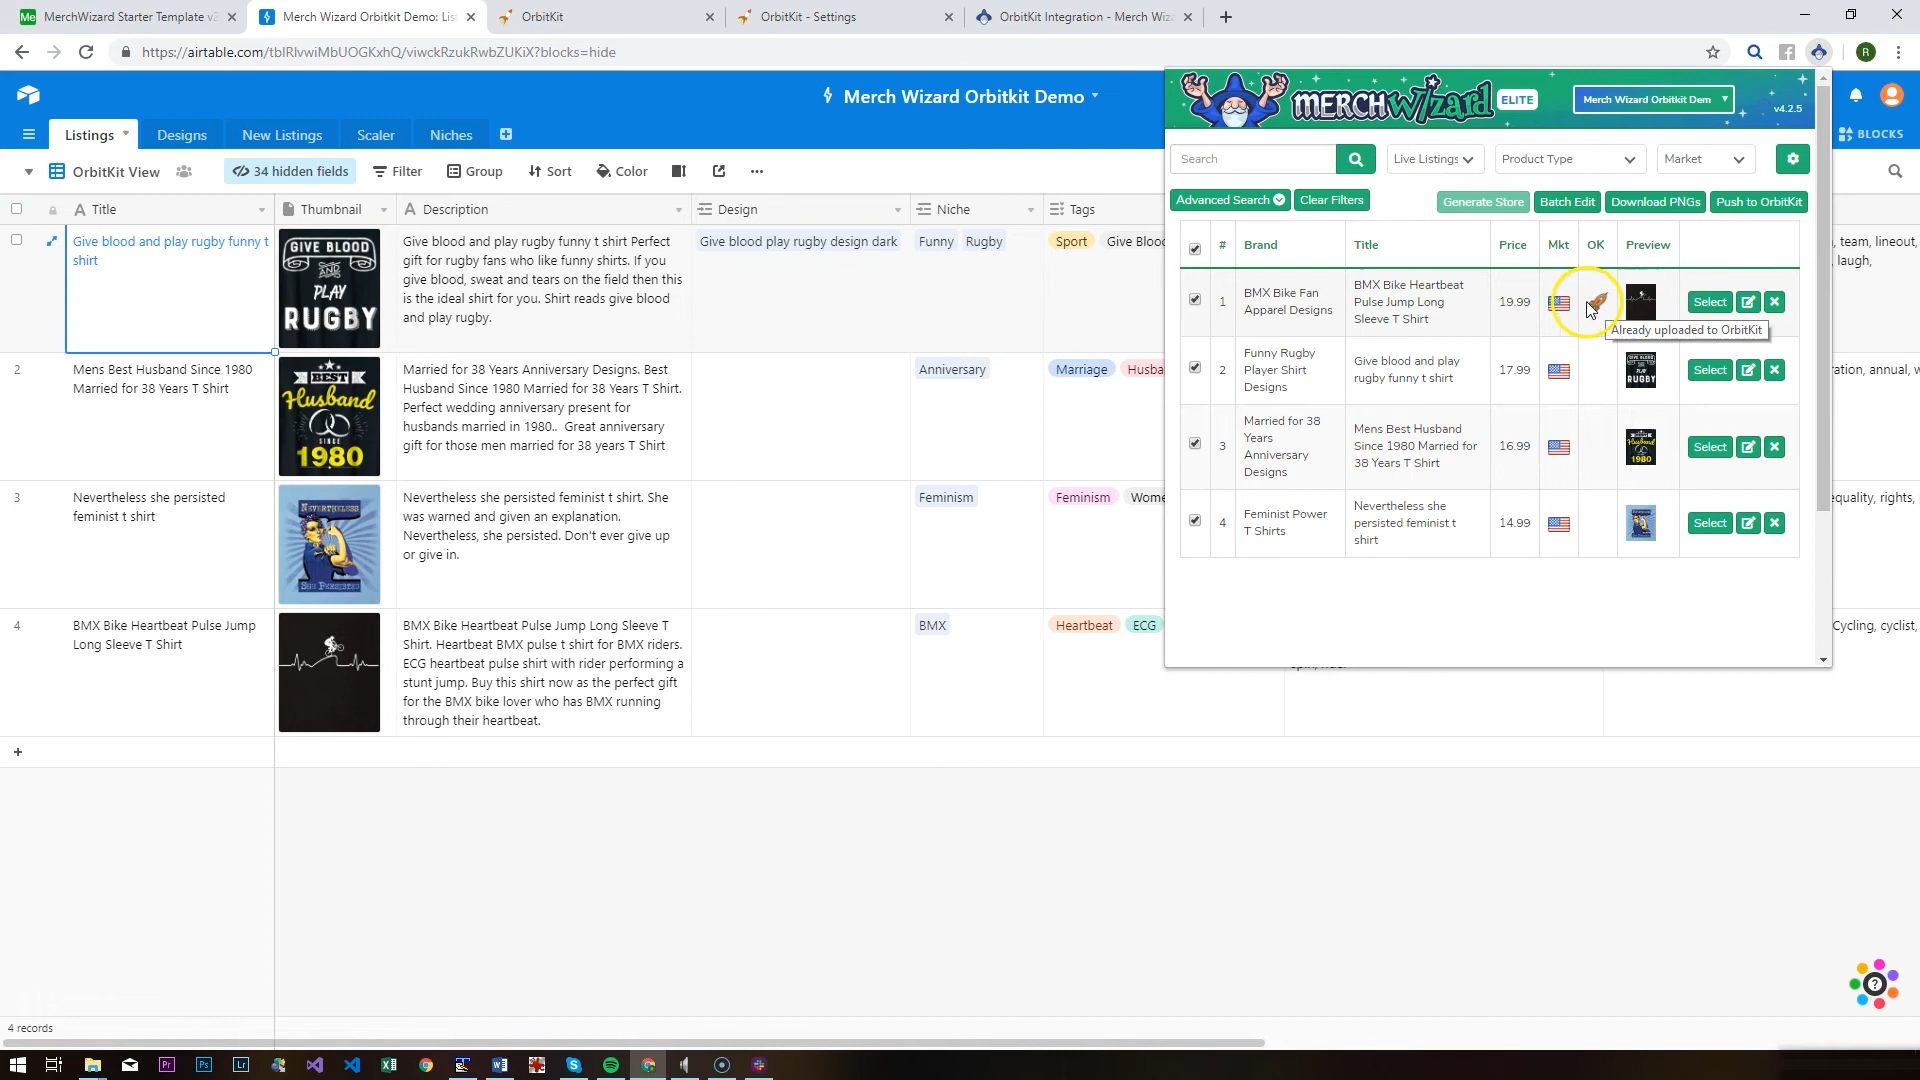 MerchWizard Starter Template v2
Merch Wizard Orbitkit Demo: List
OrbitKit
OrbitKit - Settings
OrbitKit Integration - Merch Wiza
https://airtable.com/tblRlvwiMbUOGKxhQ/viwckRzukRwbZUKiX?blocks=hide
R
Merch Wizard Orbitkit Demo
Listings
Designs
New Listings
Scaler
Niches
BLOCKS
OrbitKit View
34 hidden fields
Filter
Group
Sort
Color
Title
Thumbnail
Description
Design
Niche
Tags
Give blood and play rugby funny t
shirt
GIVE BLOOD
AND
PLAY
RUGBY
Give blood and play rugby funny t shirt Perfect
gift for rugby fans who like funny shirts. If you
give blood, sweat and tears on the field then this
is the ideal shirt for you. Shirt reads give blood
and play rugby.
Give blood play rugby design dark
Funny Rugby
Sport Give Blood
, team, lineout,
laugh,
2
Mens Best Husband Since 1980
Married for 38 Years T Shirt
BEST
Husband
SINCE
1980
Married for 38 Years Anniversary Designs. Best
Husband Since 1980 Married for 38 Years T Shirt.
Perfect wedding anniversary present for
husbands married in 1980.. Great anniversary
gift for those men married for 38 years T Shirt
Anniversary
Marriage Husba
ration, annual, w
3
Nevertheless she persisted
feminist t shirt
NEVERTHELESS
SHE PERSISTED
Nevertheless she persisted feminist t shirt. She
was warned and given an explanation.
Nevertheless, she persisted. Don't ever give up
or give in.
Feminism
Feminism Wome
equality, rights,
4
BMX Bike Heartbeat Pulse Jump
Long Sleeve T Shirt
BMX Bike Heartbeat Pulse Jump Long Sleeve T
Shirt. Heartbeat BMX pulse t shirt for BMX riders.
ECG heartbeat pulse shirt with rider performing a
stunt jump. Buy this shirt now as the perfect gift
for the BMX bike lover who has BMX running
through their heartbeat.
BMX
Heartbeat ECG
Cycling, cyclist,
4 records
MERCHWIZARD ELITE
Merch Wizard Orbitkit Dem
v4.2.5
Search
Live Listings
Product Type
Market
Advanced Search
Clear Filters
Generate Store
Batch Edit
Download PNGs
Push to OrbitKit
# Brand Title Price Mkt OK Preview
1
BMX Bike Fan
Apparel Designs
BMX Bike Heartbeat
Pulse Jump Long
Sleeve T Shirt
19.99
Select
Already uploaded to OrbitKit
2
Funny Rugby
Player Shirt
Designs
Give blood and play
rugby funny t shirt
17.99
RUGBY
Select
3
Married for 38
Years
Anniversary
Designs
Mens Best Husband
Since 1980 Married for
38 Years T Shirt
16.99
Husband
1980
Select
4
Feminist Power
T Shirts
Nevertheless she
persisted feminist t
shirt
14.99
Select